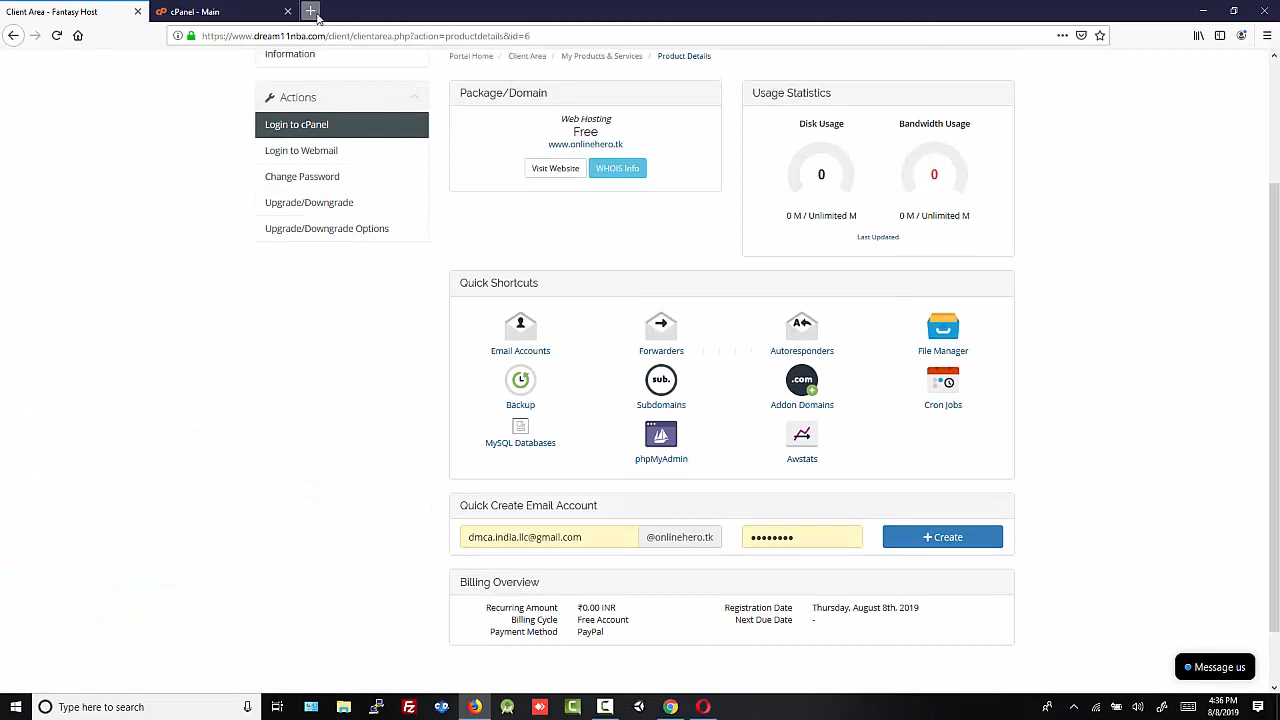 Client Area - Fantasy Host
cPanel - Main
https://www.dream11nba.com/client/clientarea.php?action=productdetails&id=6
Information
Portal Home / Client Area / My Products & Services / Product Details
Actions
Login to cPanel
Login to Webmail
Change Password
Upgrade/Downgrade
Upgrade/Downgrade Options
Package/Domain
Web Hosting
Free
www.onlinehero.tk
Visit Website
WHOIS Info
Usage Statistics
Disk Usage
Bandwidth Usage
0
0
0 M / Unlimited M
0 M / Unlimited M
Last Updated
Quick Shortcuts
Email Accounts
Forwarders
Autoresponders
File Manager
sub.
.com
Backup
Subdomains
Addon Domains
Cron Jobs
MySQL Databases
phpMyAdmin
Awstats
Quick Create Email Account
dmca.india.llc@gmail.com
@onlinehero.tk
Create
Billing Overview
Recurring Amount ₹0.00 INR
Billing Cycle Free Account
Payment Method PayPal
Registration Date Thursday, August 8th, 2019
Next Due Date -
Message us
Type here to search
4:36 PM
8/8/2019